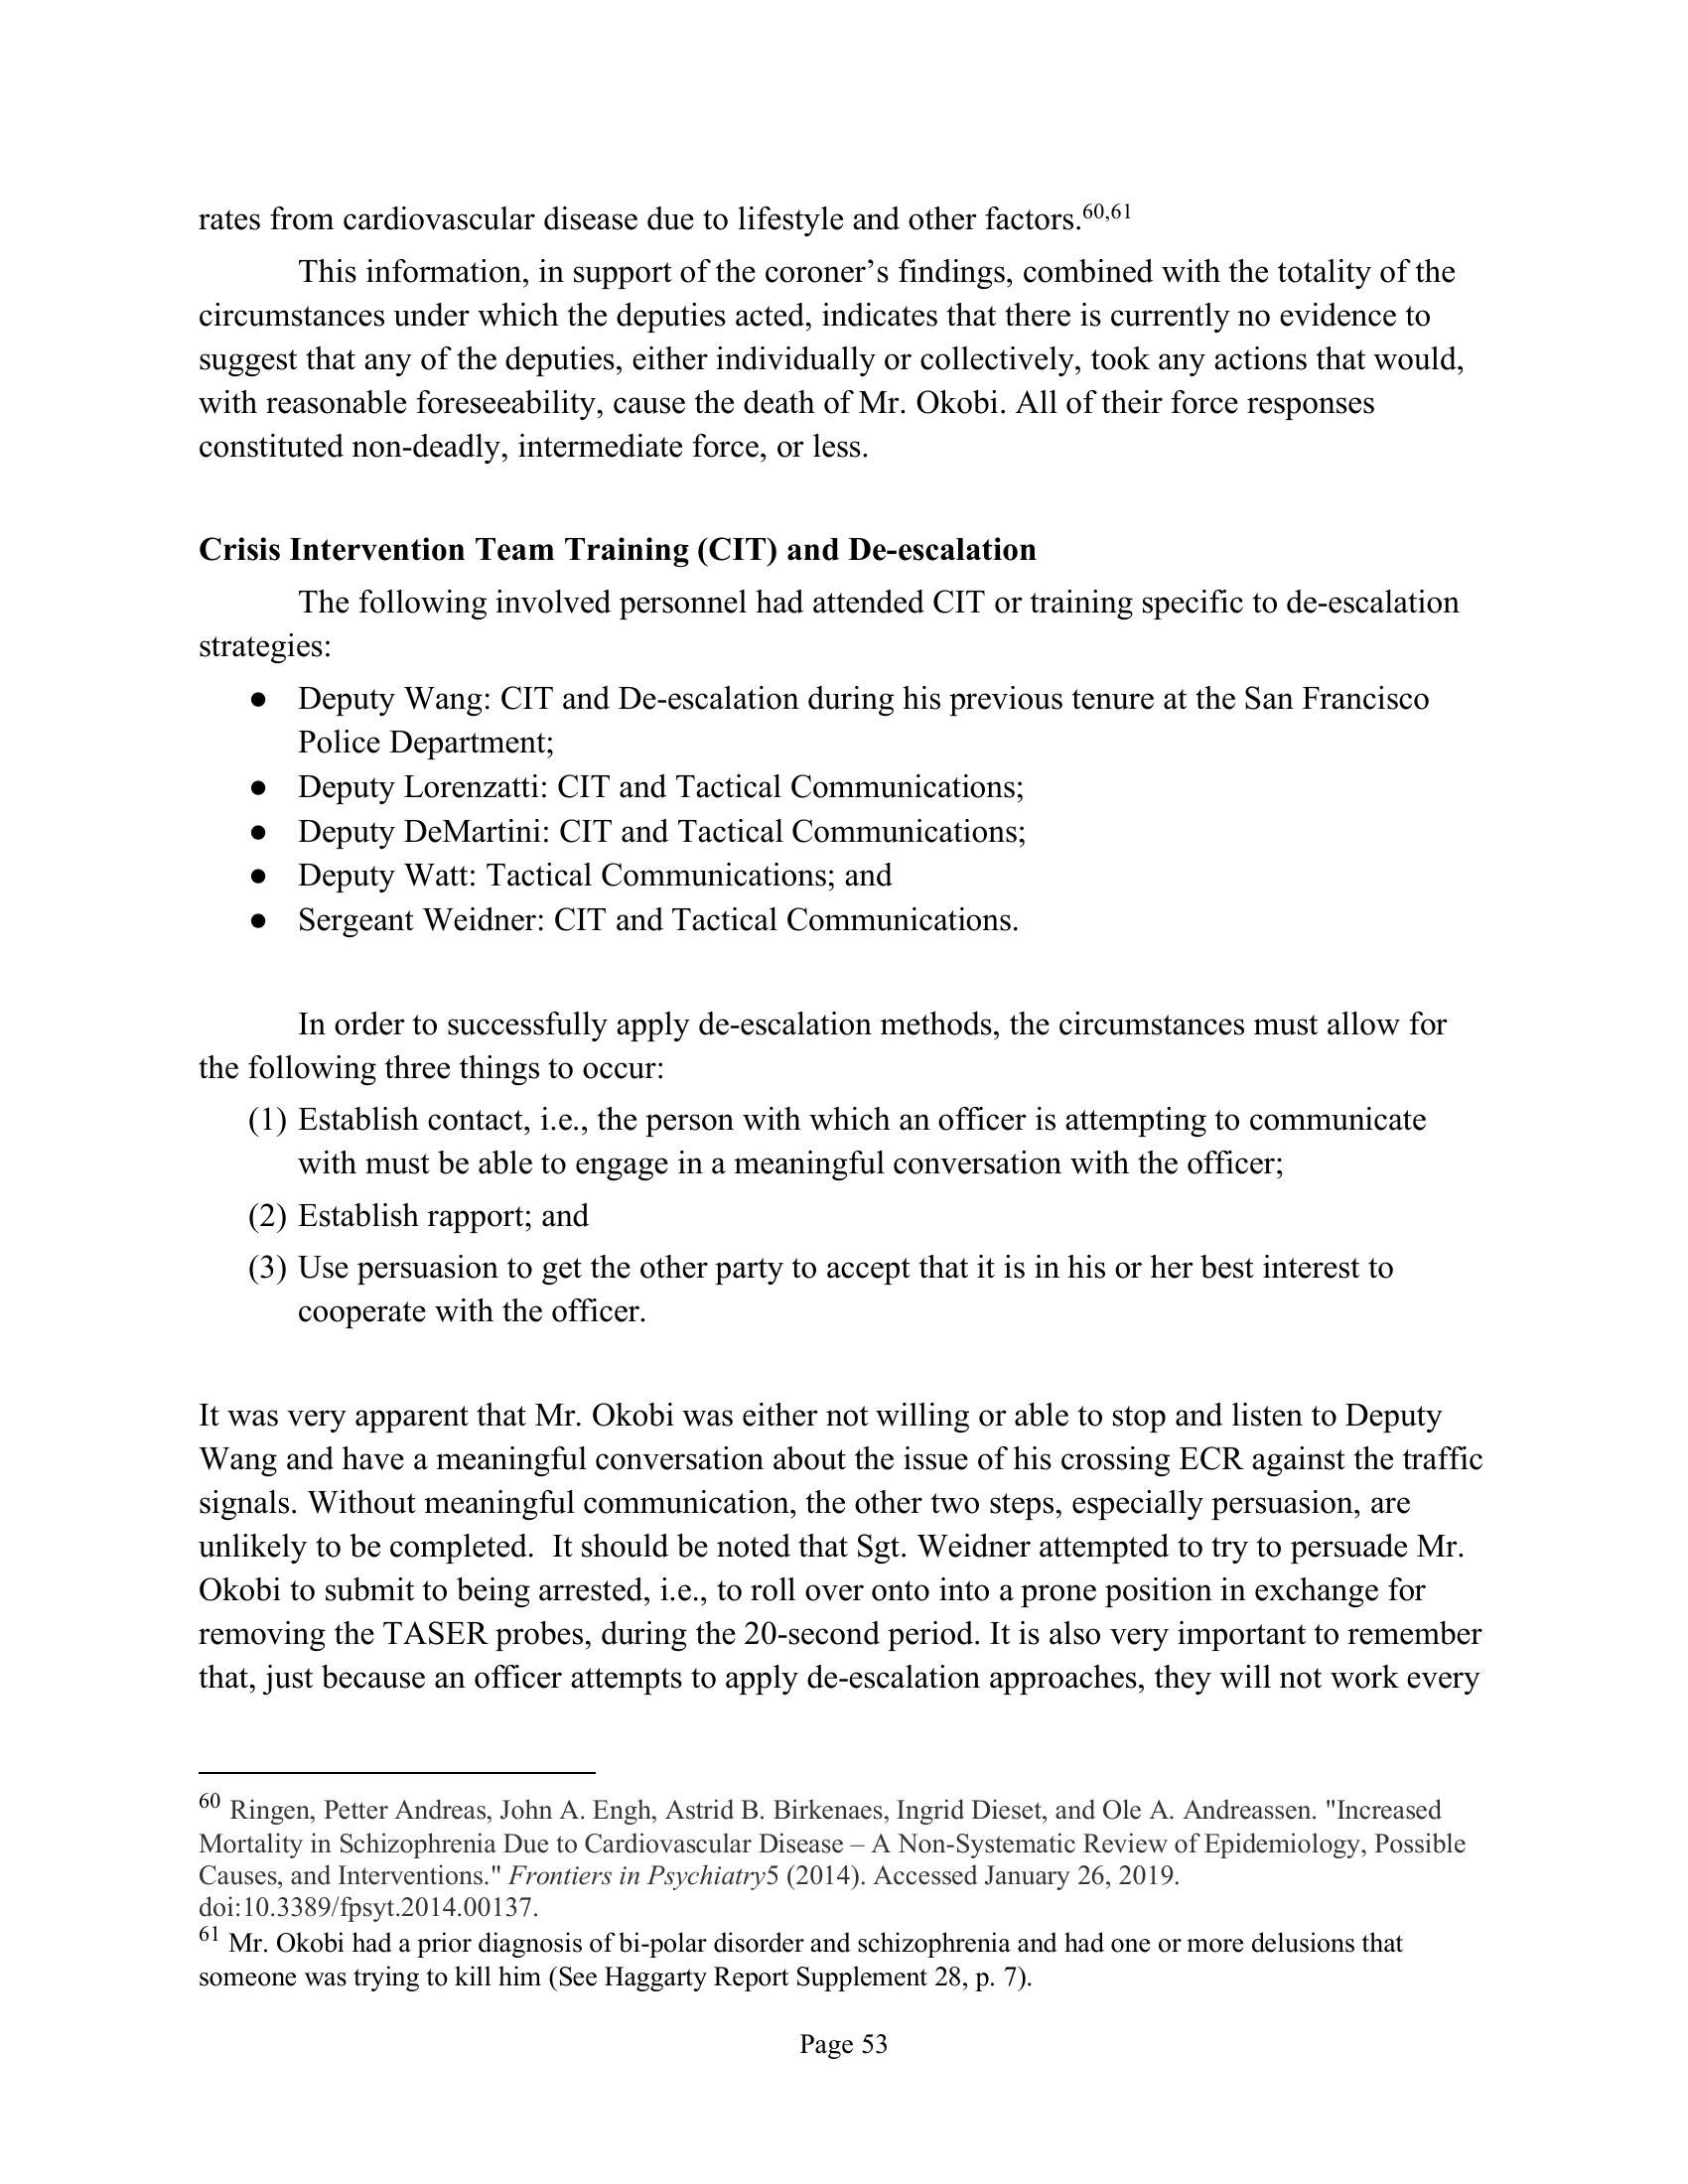 rates from cardiovascular disease due to lifestyle and other factors.60,61
This information, in support of the coroner’s findings, combined with the totality of the
circumstances under which the deputies acted, indicates that there is currently no evidence to
suggest that any of the deputies, either individually or collectively, took any actions that would,
with reasonable foreseeability, cause the death of Mr. Okobi. All of their force responses
constituted non-deadly, intermediate force, or less.
Crisis Intervention Team Training (CIT) and De-escalation
The following involved personnel had attended CIT or training specific to de-escalation
strategies:
● Deputy Wang: CIT and De-escalation during his previous tenure at the San Francisco
Police Department;
● Deputy Lorenzatti: CIT and Tactical Communications;
● Deputy DeMartini: CIT and Tactical Communications;
● Deputy Watt: Tactical Communications; and
● Sergeant Weidner: CIT and Tactical Communications.
In order to successfully apply de-escalation methods, the circumstances must allow for
the following three things to occur:
(1) Establish contact, i.e., the person with which an officer is attempting to communicate
with must be able to engage in a meaningful conversation with the officer;
(2) Establish rapport; and
(3) Use persuasion to get the other party to accept that it is in his or her best interest to
cooperate with the officer.
It was very apparent that Mr. Okobi was either not willing or able to stop and listen to Deputy
Wang and have a meaningful conversation about the issue of his crossing ECR against the traffic
signals. Without meaningful communication, the other two steps, especially persuasion, are
unlikely to be completed.  It should be noted that Sgt. Weidner attempted to try to persuade Mr.
Okobi to submit to being arrested, i.e., to roll over onto into a prone position in exchange for
removing the TASER probes, during the 20-second period. It is also very important to remember
that, just because an officer attempts to apply de-escalation approaches, they will not work every
60 Ringen, Petter Andreas, John A. Engh, Astrid B. Birkenaes, Ingrid Dieset, and Ole A. Andreassen. "Increased
Mortality in Schizophrenia Due to Cardiovascular Disease – A Non-Systematic Review of Epidemiology, Possible
Causes, and Interventions." Frontiers in Psychiatry5 (2014). Accessed January 26, 2019.
doi:10.3389/fpsyt.2014.00137.
61 Mr. Okobi had a prior diagnosis of bi-polar disorder and schizophrenia and had one or more delusions that
someone was trying to kill him (See Haggarty Report Supplement 28, p. 7).
Page 53